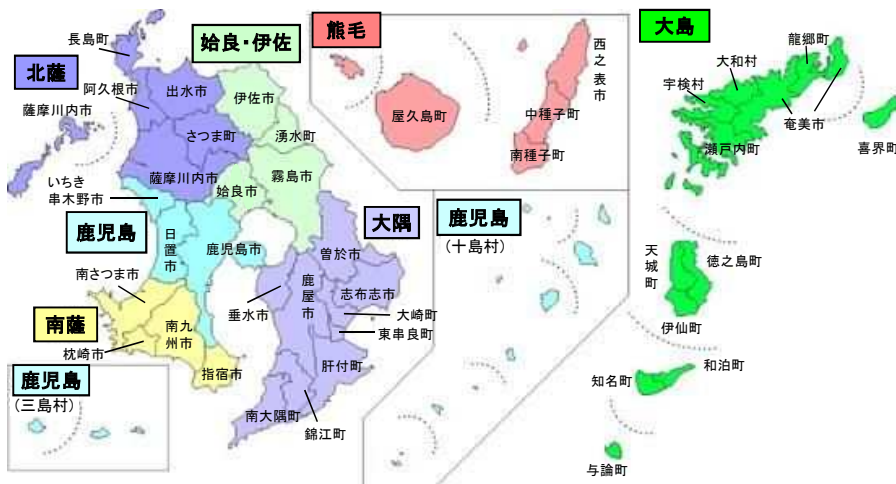 長島町
北薩
阿久根市
出水市
薩摩川内市
さつま町
薩摩川内市
姶良・伊佐
伊佐市
湧水町
霧島市
姶良市
いちき
串木野市
鹿児島
日置市
鹿児島市
南さつま市
南薩
枕崎市
南九
州市
指宿市
鹿児島
(三島村)
大隅
曽於市
志布志市
鹿屋市
垂水市
大崎町
東串良町
肝付町
南大隅町
錦江町
熊毛
西之表市
屋久島町
中種子町
南種子町
鹿児島
(十島村)
大島
龍郷町
大和村
宇検村
奄美市
瀬戸内町
喜界町
天城町
徳之島町
伊仙町
和泊町
知名町
与論町